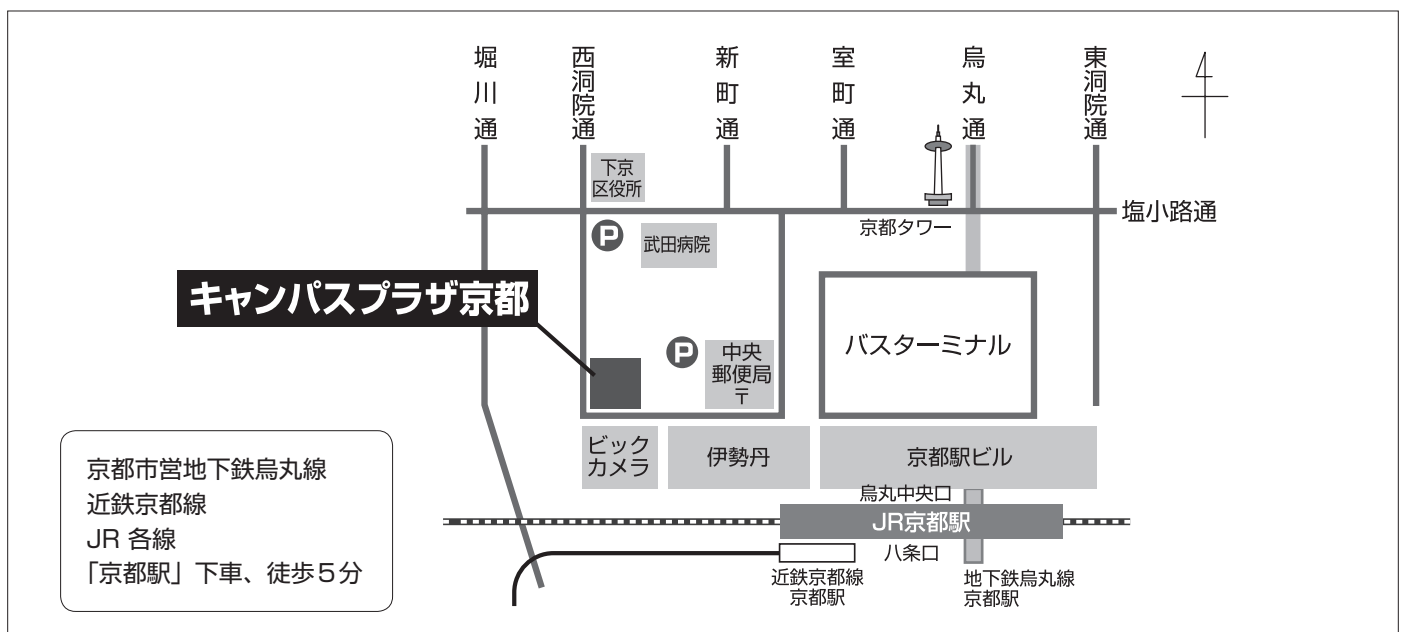 堀川通
西洞院通
新町通
室町通
烏丸通
東洞院通
下京
区役所
塩小路通
京都タワー
P
武田病院
キャンパスプラザ京都
バスターミナル
P
中央
郵便局
〒
ビック
カメラ
伊勢丹
京都駅ビル
烏丸中央口
JR京都駅
八条口
近鉄京都線
京都駅
地下鉄烏丸線
京都駅
京都市営地下鉄烏丸線
近鉄京都線
JR 各線
「京都駅」下車、徒歩5分